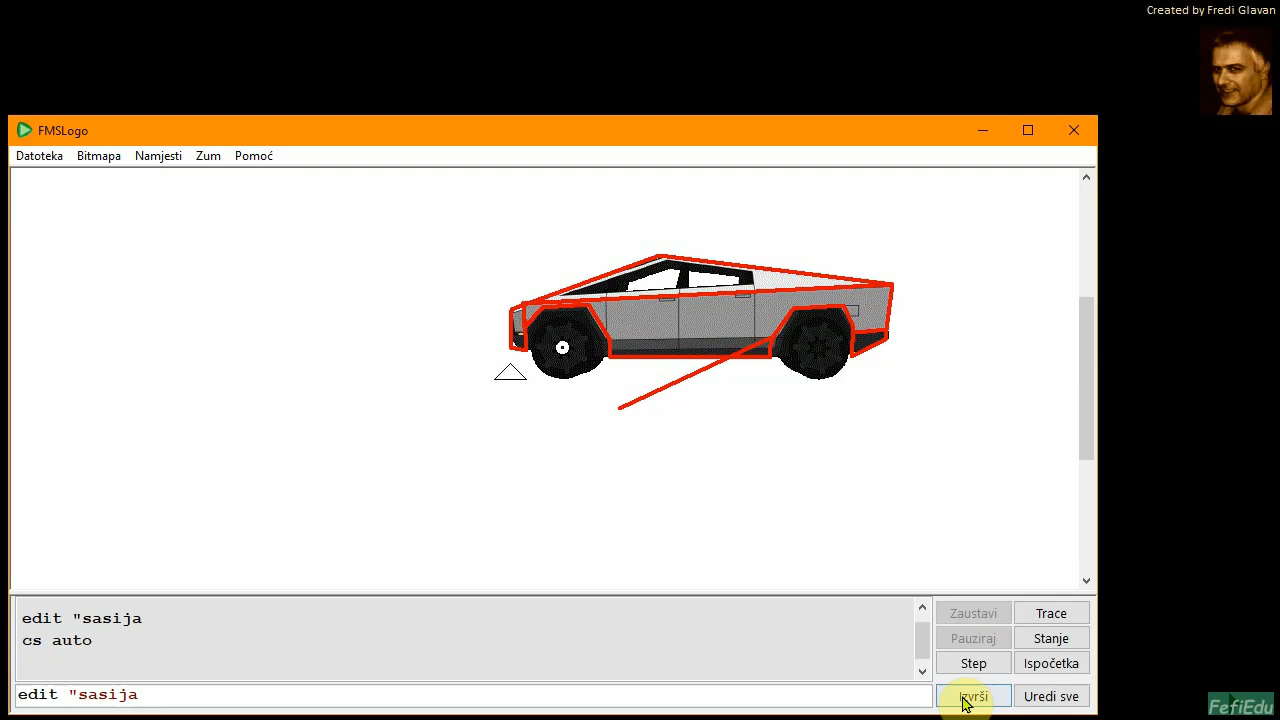 Created by Fredi Glavan
FMSLogo
Datoteka Bitmapa Namjesti Zum Pomoć
edit "sasija
cs auto
Zaustavi Trace
Pauziraj Stanje
Step Ispočetka
edit "sasija
Izvrši Uredi sve
FefiEdu